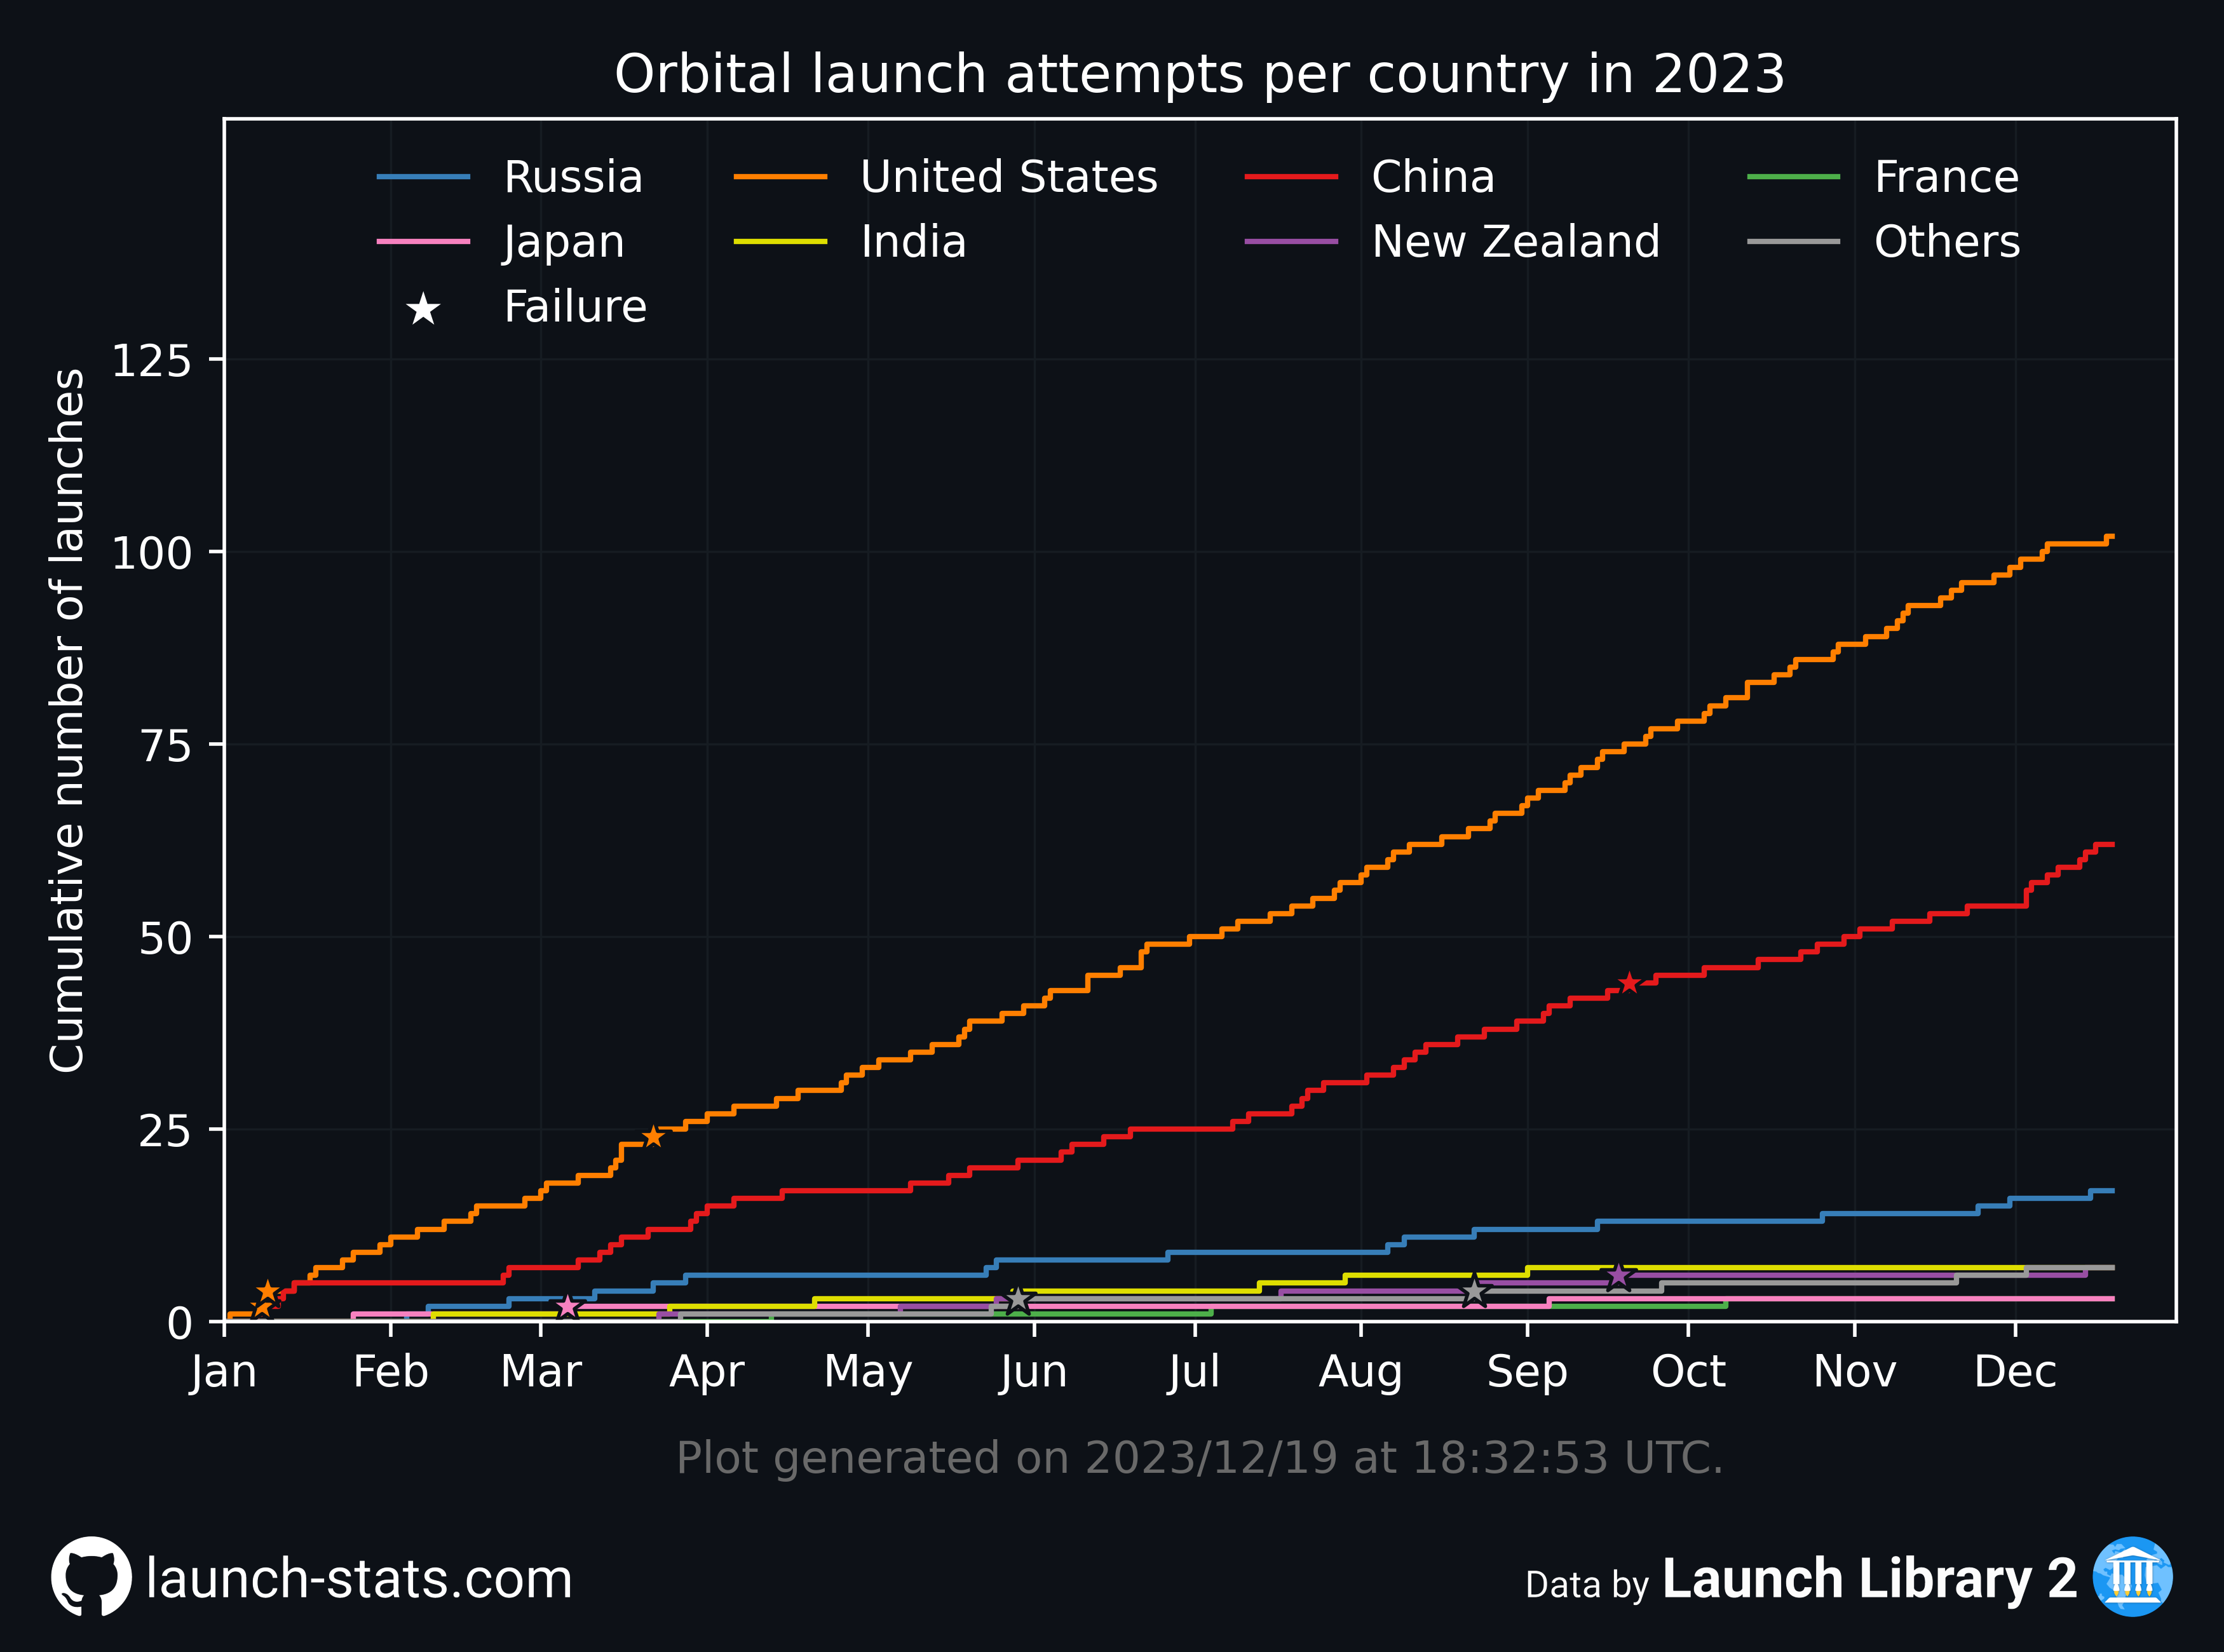 Orbital launch attempts per country in 2023
Russia United States China France
Japan India New Zealand Others
Failure
Cumulative number of launches
125
100
75
50
25
0
Jan Feb Mar Apr May Jun Jul Aug Sep Oct Nov Dec
Plot generated on 2023/12/19 at 18:32:53 UTC.
launch-stats.com
Data by Launch Library 2